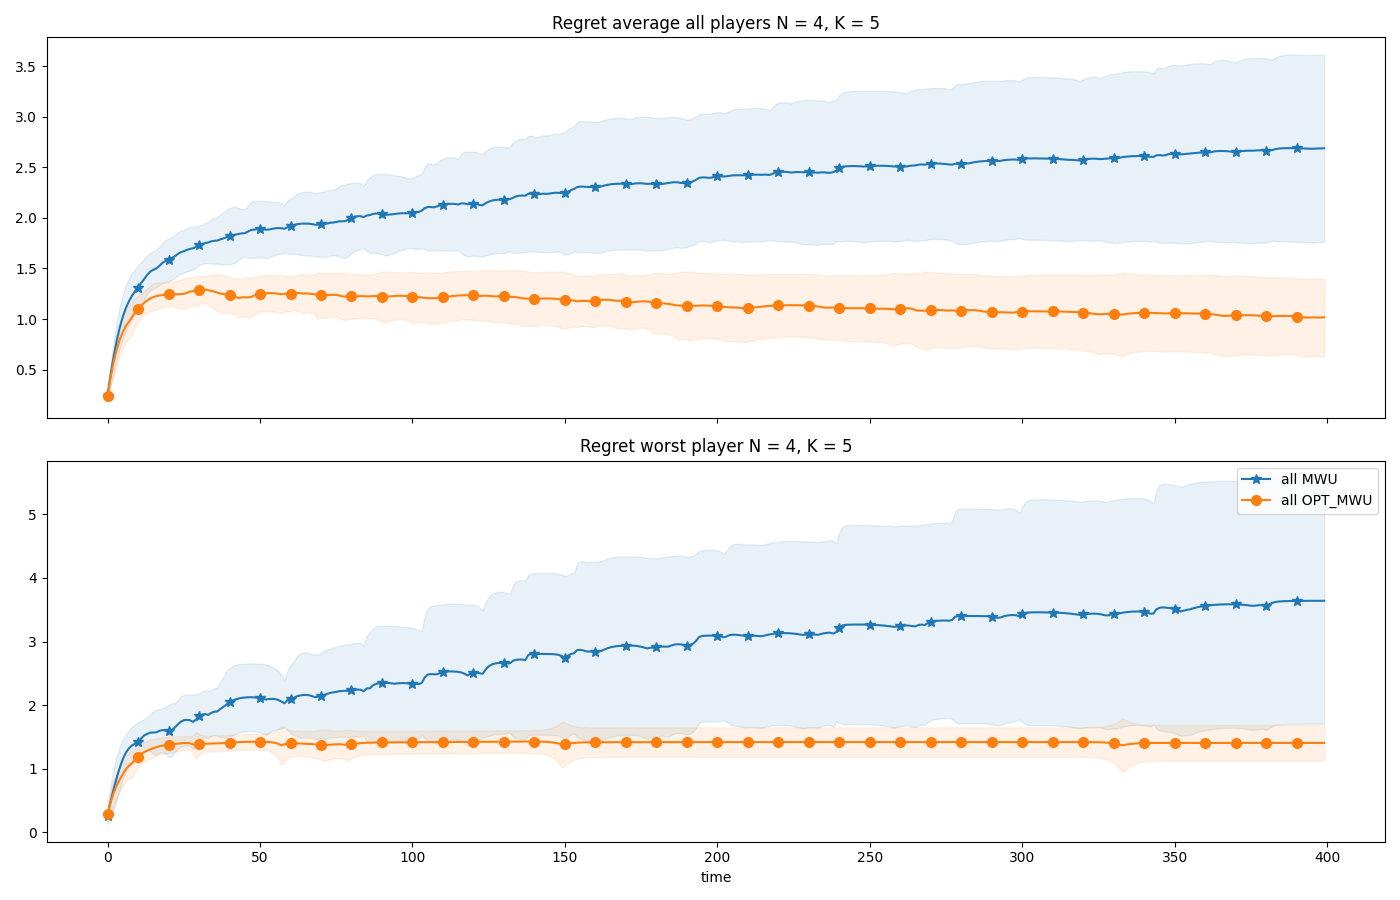 Regret average all players N = 4, K = 5
3.5
3.0
2.5
2.0
1.5
1.0
0.5
Regret worst player N = 4, K = 5
all MWU
all OPT_MWU
5
4
3
2
1
0
0 50 100 150 200 250 300 350 400
time